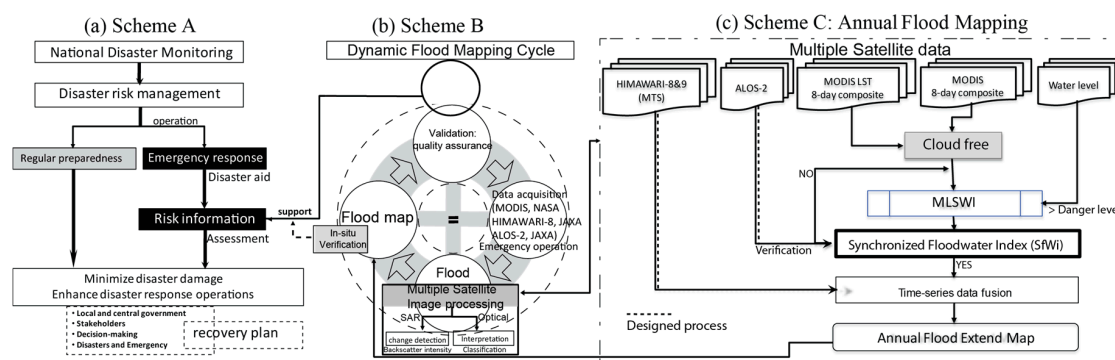 (a) Scheme A
National Disaster Monitoring
Disaster risk management
operation
Regular preparedness
Emergency response
Disaster aid
Risk information
Assessment
Minimize disaster damage
Enhance disaster response operations
• Local and central government
• Stakeholders
• Decision-making
• Disasters and Emergency
recovery plan
(b) Scheme B
Dynamic Flood Mapping Cycle
Validation:
quality assurance
support
Flood map
In-situ
Verification
=
Data acquisition
(MODIS, NASA
HIMAWARI-8, JAXA
ALOS-2, JAXA)
Emergency operation
Flood
Multiple Satellite
Image processing
SAR
Optical
change detection
Backscatter intensity
Interpretation
Classification
(c) Scheme C: Annual Flood Mapping
Multiple Satellite data
HIMAWARI-8&9
(MTS)
ALOS-2
MODIS LST
8-day composite
MODIS
8-day composite
Water level
Cloud free
NO
MLSWI
> Danger level
Verification
Synchronized Floodwater Index (SfWi)
YES
Time-series data fusion
Designed process
Annual Flood Extend Map